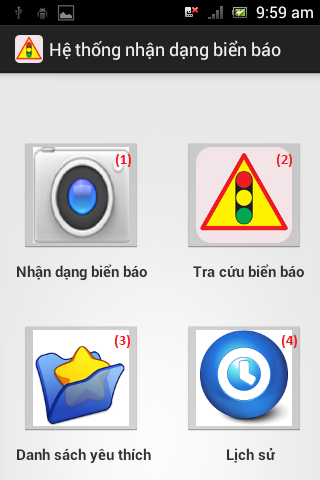 9:59 am
Hệ thống nhận dạng biển báo
(1) (2)
Nhận dạng biển báo Tra cứu biển báo
(3) (4)
Danh sách yêu thích Lịch sử